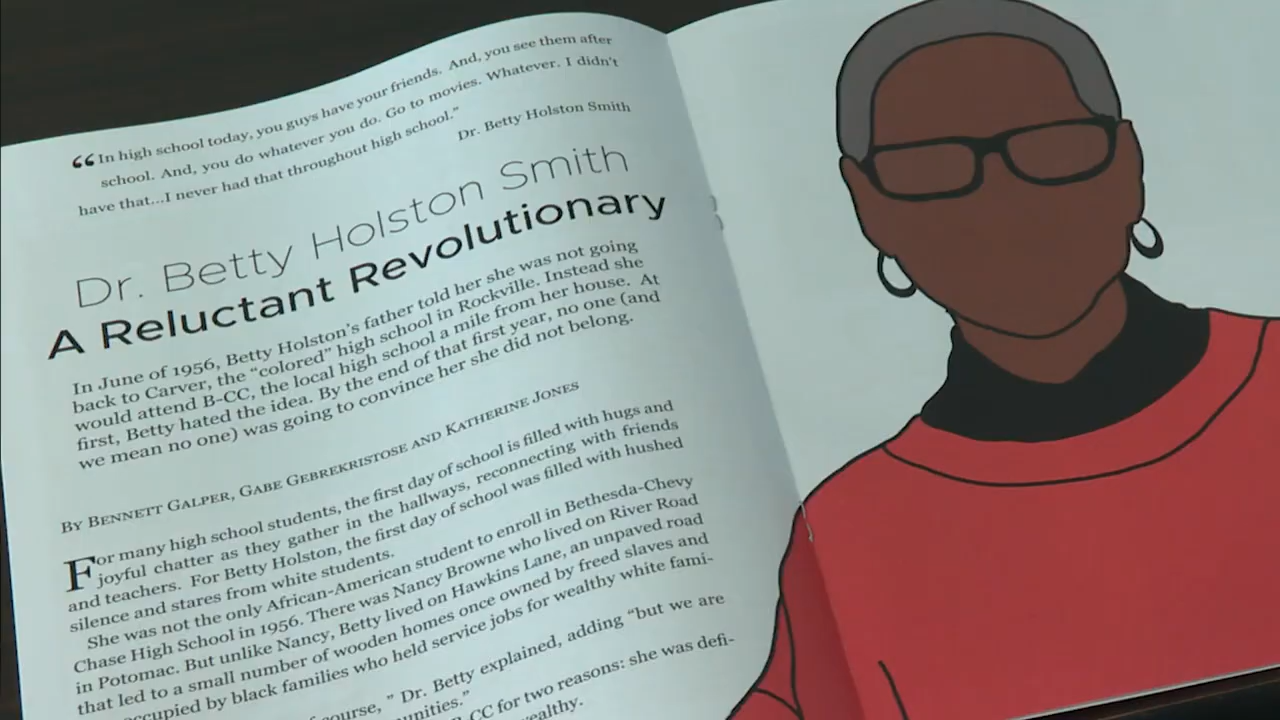 “In high school today, you guys have your friends. And, you see them after
school. And, you do whatever you do. Go to movies. Whatever. I didn't
have that...I never had that throughout high school.”
Dr. Betty Holston Smith
Dr. Betty Holston Smith
A Reluctant Revolutionary
In June of 1956, Betty Holston's father told her she was not going
back to Carver, the “colored” high school in Rockville. Instead she
would attend B-CC, the local high school a mile from her house. At
first, Betty hated the idea. By the end of that first year, no one (and
we mean no one) was going to convince her she did not belong.
By Bennett Galper, Gabe Gebrekristose and Katherine Jones
For many high school students, the first day of school is filled with hugs and
joyful chatter as they gather in the hallways, reconnecting with friends
and teachers. For Betty Holston, the first day of school was filled with hushed
silence and stares from white students.
She was not the only African-American student to enroll in Bethesda-Chevy
Chase High School in 1956. There was Nancy Browne who lived on River Road
in Potomac. But unlike Nancy, Betty lived on Hawkins Lane, an unpaved road
that led to a small number of wooden homes once owned by freed slaves and
occupied by black families who held service jobs for wealthy white fami-
course, ” Dr. Betty explained, adding “but we are
CC for two reasons: she was defi-